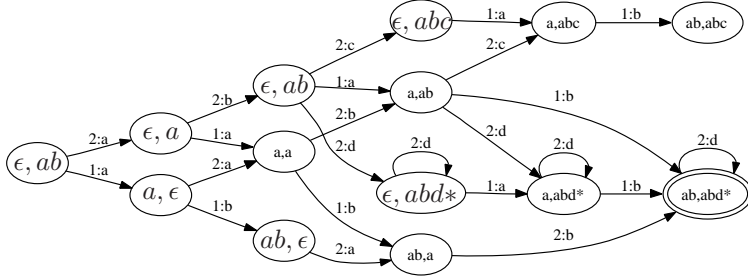 ϵ, abc
1:a
a,abc
1:b
ab,abc
2:c
2:c
ϵ, ab
1:a
a,ab
2:b
2:b
1:b
ϵ, a
1:a
2:d
2:d
2:d
2:d
2:d
2:a
a,a
ϵ, ab
1:a
2:a
ϵ, abd*
1:a
a,abd*
1:b
ab,abd*
a, ϵ
1:b
1:b
ab, ϵ
2:a
ab,a
2:b